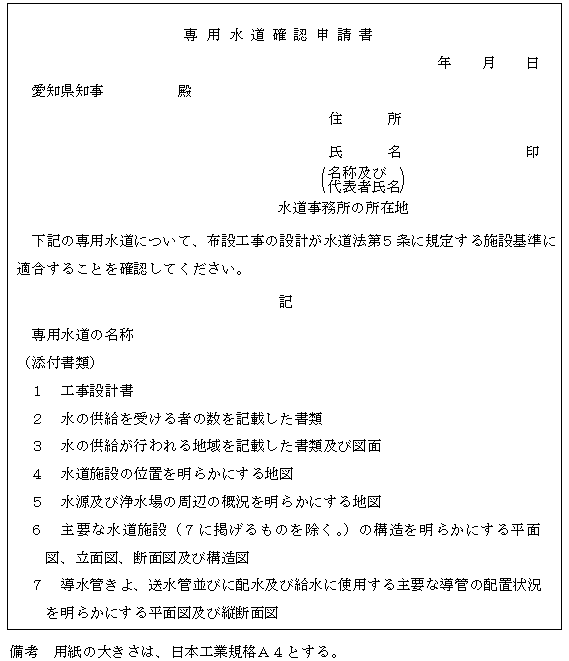 専用水道確認申請書
年　　月　　日
愛知県知事　　　　　殿
住　　　所
氏　　　名　　　　　　　　印
(名称及び
代表者氏名)
水道事務所の所在地
　下記の専用水道について、布設工事の設計が水道法第５条に規定する施設基準に
適合することを確認してください。
記
専用水道の名称
（添付書類）
１　工事設計書
２　水の供給を受ける者の数を記載した書類
３　水の供給が行われる地域を記載した書類及び図面
４　水道施設の位置を明らかにする地図
５　水源及び浄水場の周辺の概況を明らかにする地図
６　主要な水道施設（７に掲げるものを除く。）の構造を明らかにする平面
図、立面図、断面図及び構造図
７　導水管きよ、送水管並びに配水及び給水に使用する主要な導管の配置状況
を明らかにする平面図及び縦断面図
備考　用紙の大きさは、日本工業規格Ａ４とする。